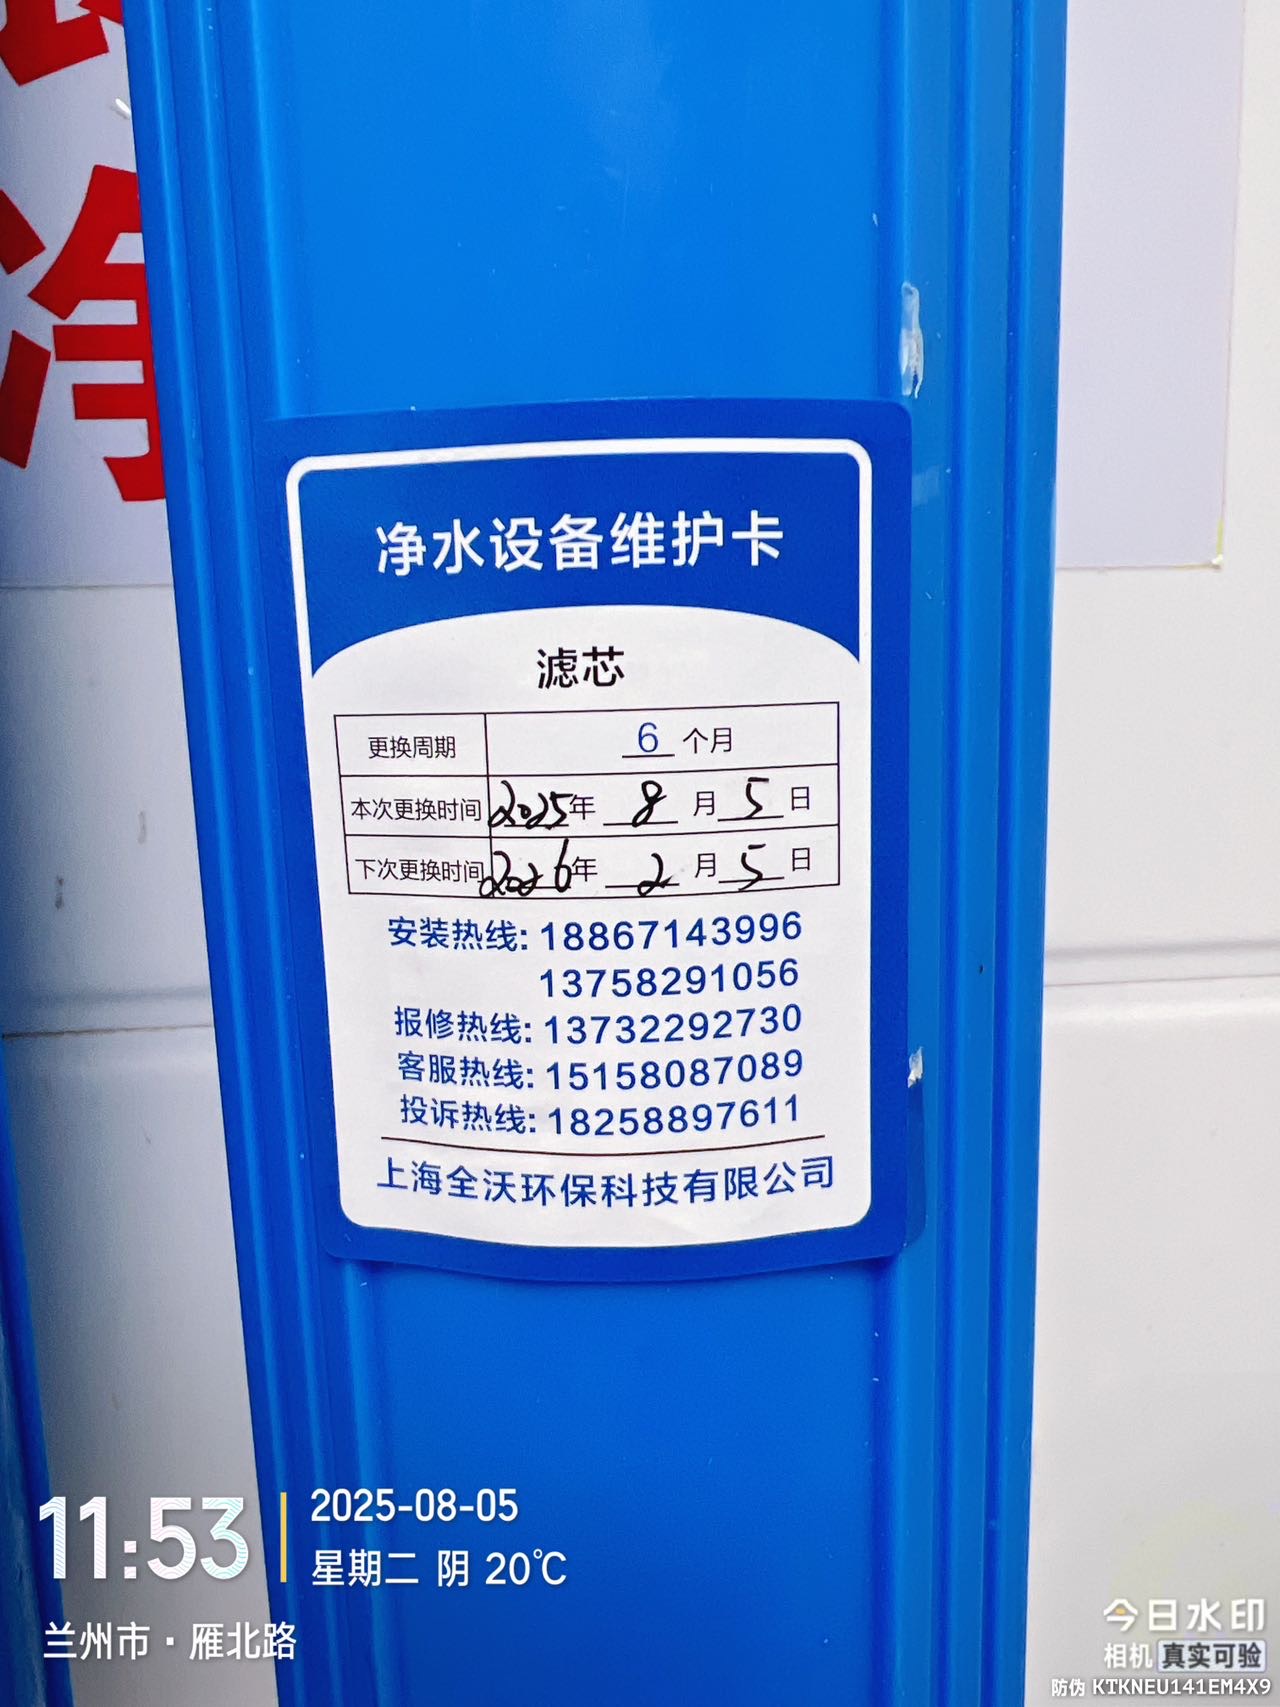 净
净水设备维护卡
滤芯
更换周期 6 个月
本次更换时间 2025年 8 月 5 日
下次更换时间 2026年 2 月 5 日
安装热线: 18867143996
13758291056
报修热线: 13732292730
客服热线: 15158087089
投诉热线: 18258897611
上海全沃环保科技有限公司
11:53
2025-08-05
星期二 阴 20℃
兰州市·雁北路
今日水印
相机 真实可验
防伪 KTKNEU141EM4X9